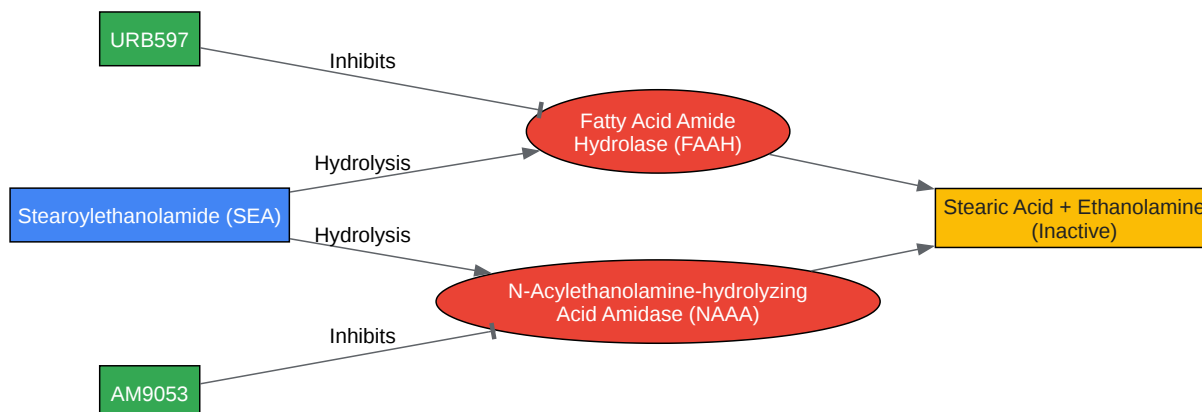 URB597
Inhibits
Fatty Acid Amide
Hydrolase (FAAH)
Hydrolysis
Stearoylethanolamide (SEA)
Stearic Acid + Ethanolamine
(Inactive)
Hydrolysis
N-Acylethanolamine-hydrolyzing
Acid Amidase (NAAA)
Inhibits
AM9053